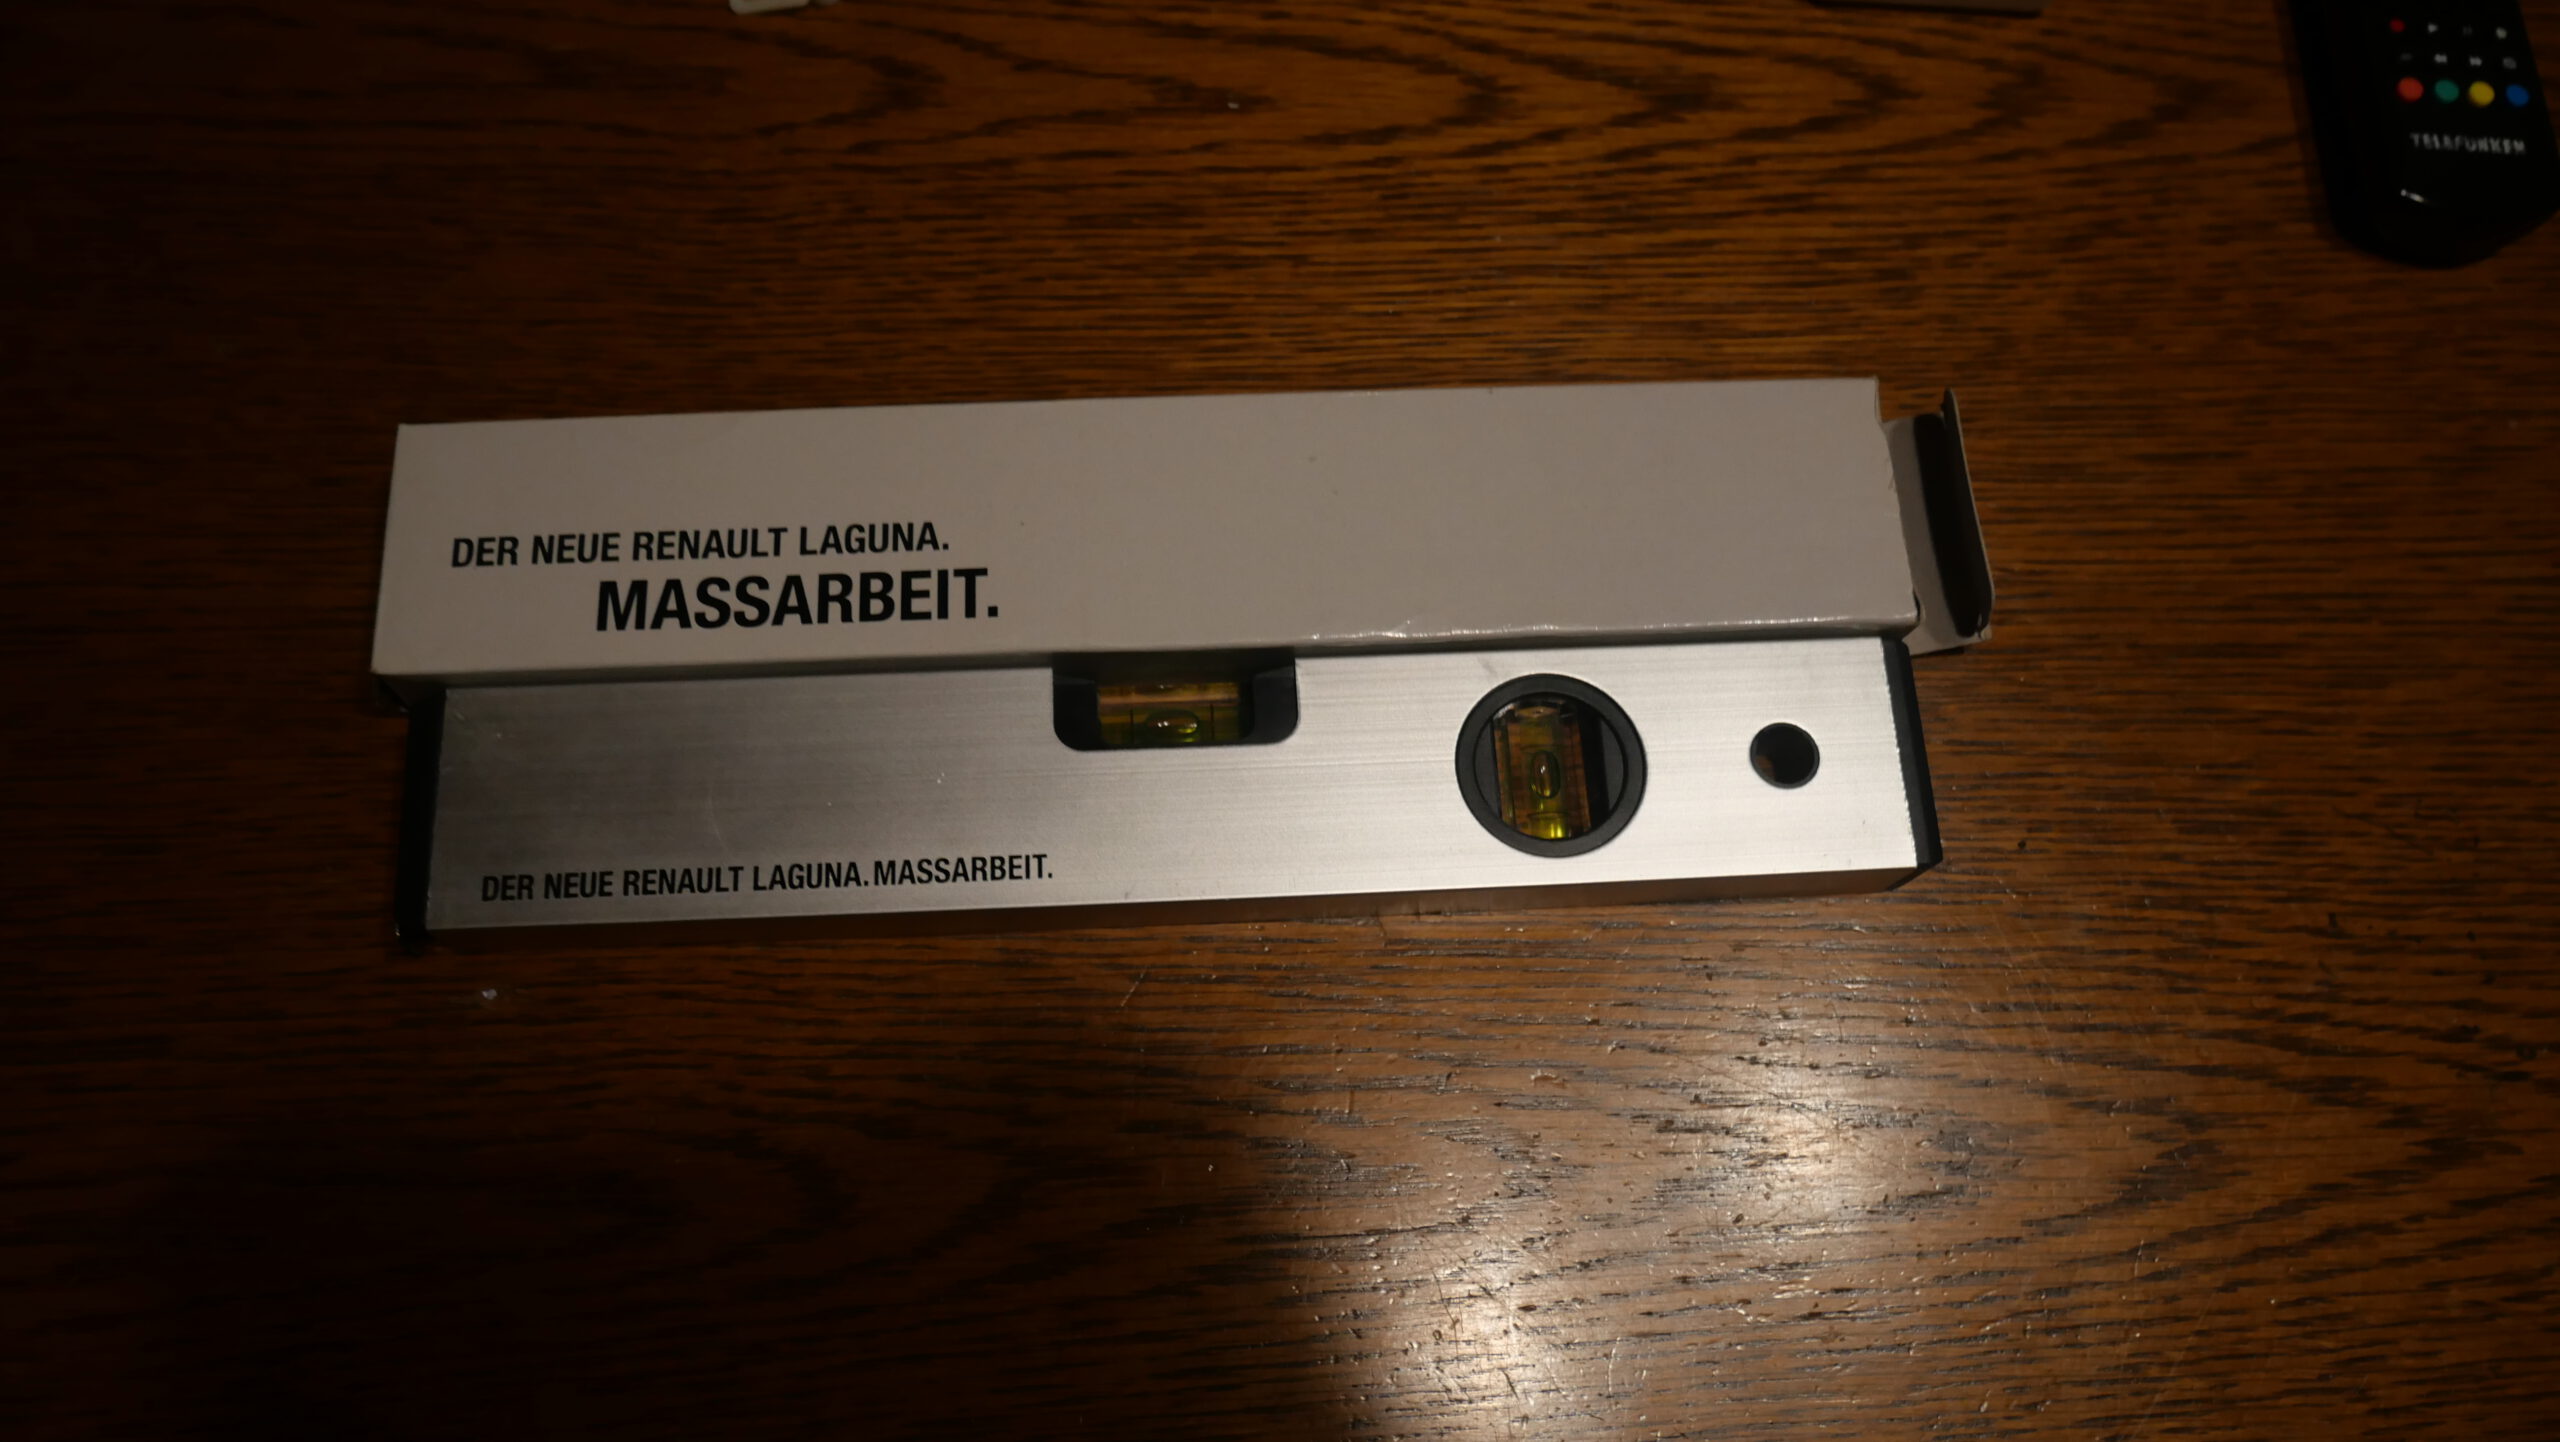 TELEFUNKEN
DER NEUE RENAULT LAGUNA.
MASSARBEIT.
DER NEUE RENAULT LAGUNA. MASSARBEIT.